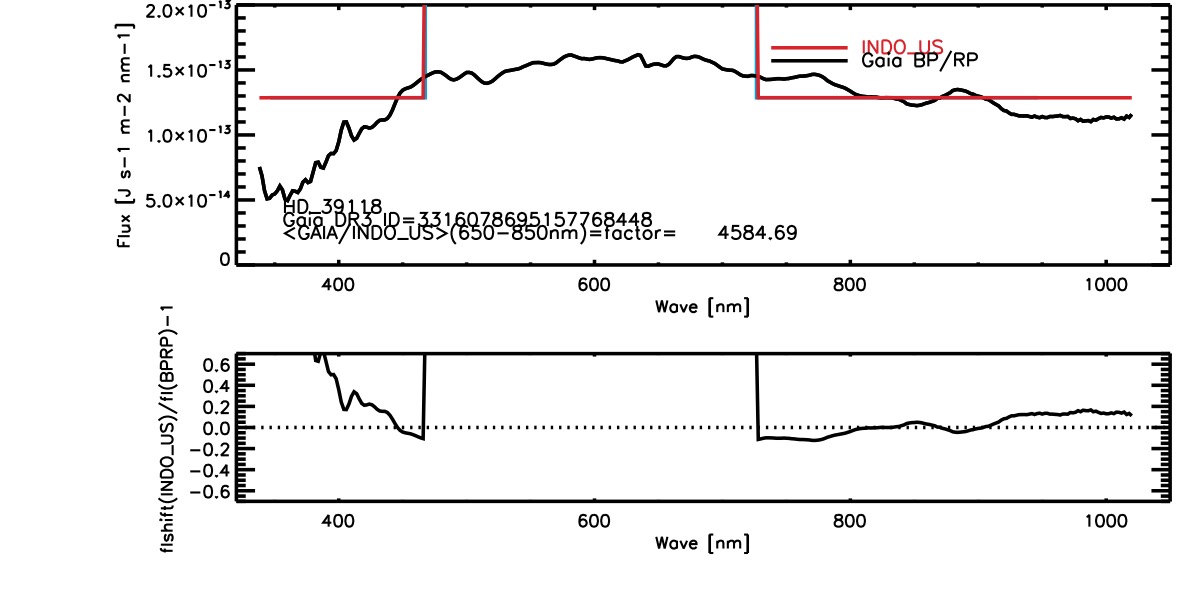 2.0×10⁻¹³
1.5×10⁻¹³
1.0×10⁻¹³
5.0×10⁻¹⁴
0
Flux [J s−1 m−2 nm−1]
INDO_US
Gaia BP/RP
HD_39118
Gaia DR3 ID=3316078695157768448
<GAIA/INDO_US>(650−850nm)=factor= 4584.69
400 600 800 1000
Wave [nm]
0.6
0.4
0.2
0.0
−0.2
−0.4
−0.6
flshift(INDO_US)/fl(BPRP)−1
400 600 800 1000
Wave [nm]